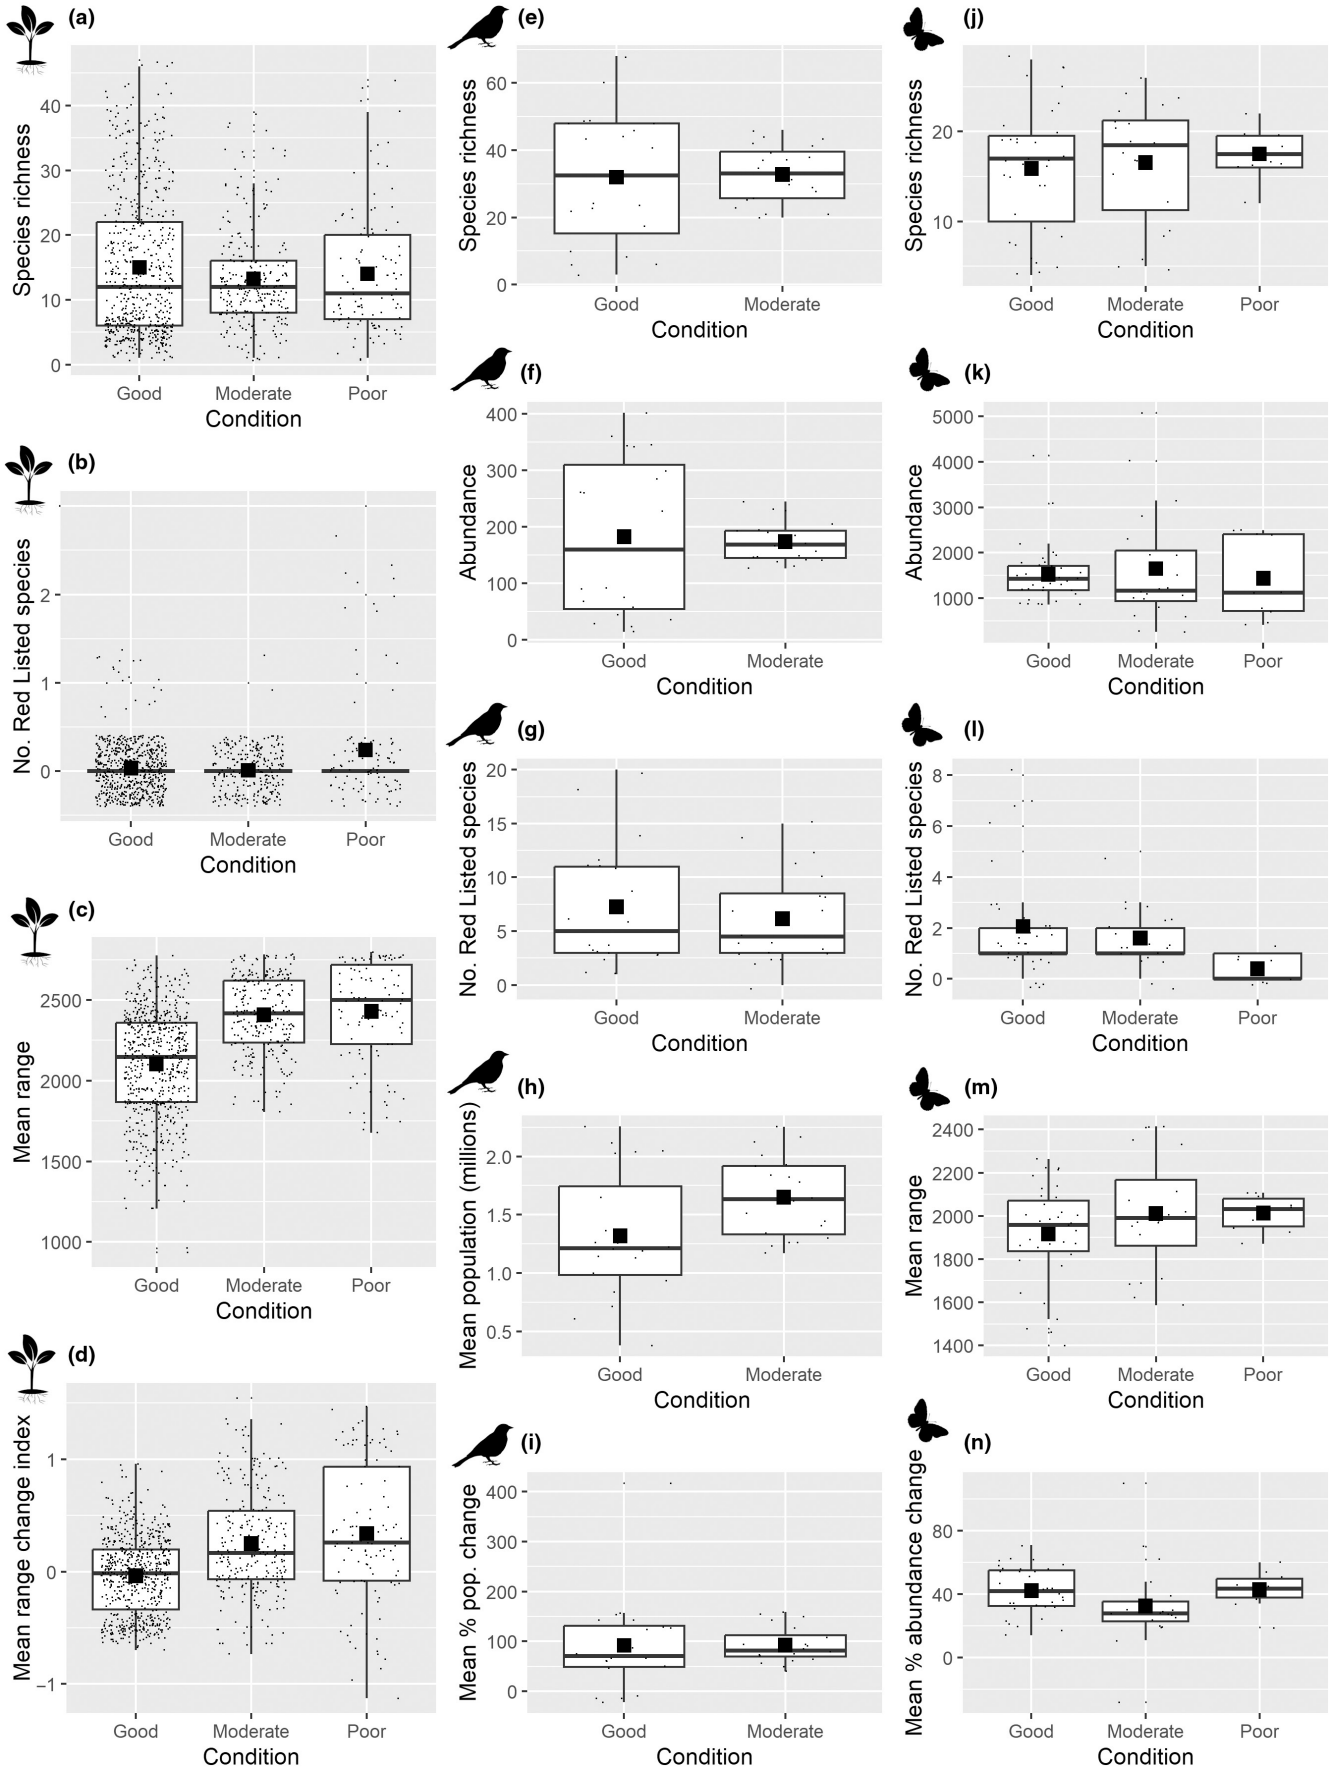 (a)
Species richness
40
30
20
10
0
Good Moderate Poor
Condition
(b)
No. Red Listed species
2
1
0
Good Moderate Poor
Condition
(c)
Mean range
2500
2000
1500
1000
Good Moderate Poor
Condition
(d)
Mean range change index
1
0
−1
Good Moderate Poor
Condition
(e)
Species richness
60
40
20
0
Good Moderate
Condition
(f)
Abundance
400
300
200
100
0
Good Moderate
Condition
(g)
No. Red Listed species
20
15
10
5
0
Good Moderate
Condition
(h)
Mean population (millions)
2.0
1.5
1.0
0.5
Good Moderate
Condition
(i)
Mean % pop. change
400
300
200
100
0
Good Moderate
Condition
(j)
Species richness
20
10
Good Moderate Poor
Condition
(k)
Abundance
5000
4000
3000
2000
1000
Good Moderate Poor
Condition
(l)
No. Red Listed species
8
6
4
2
0
Good Moderate Poor
Condition
(m)
Mean range
2400
2200
2000
1800
1600
1400
Good Moderate Poor
Condition
(n)
Mean % abundance change
80
40
0
Good Moderate Poor
Condition